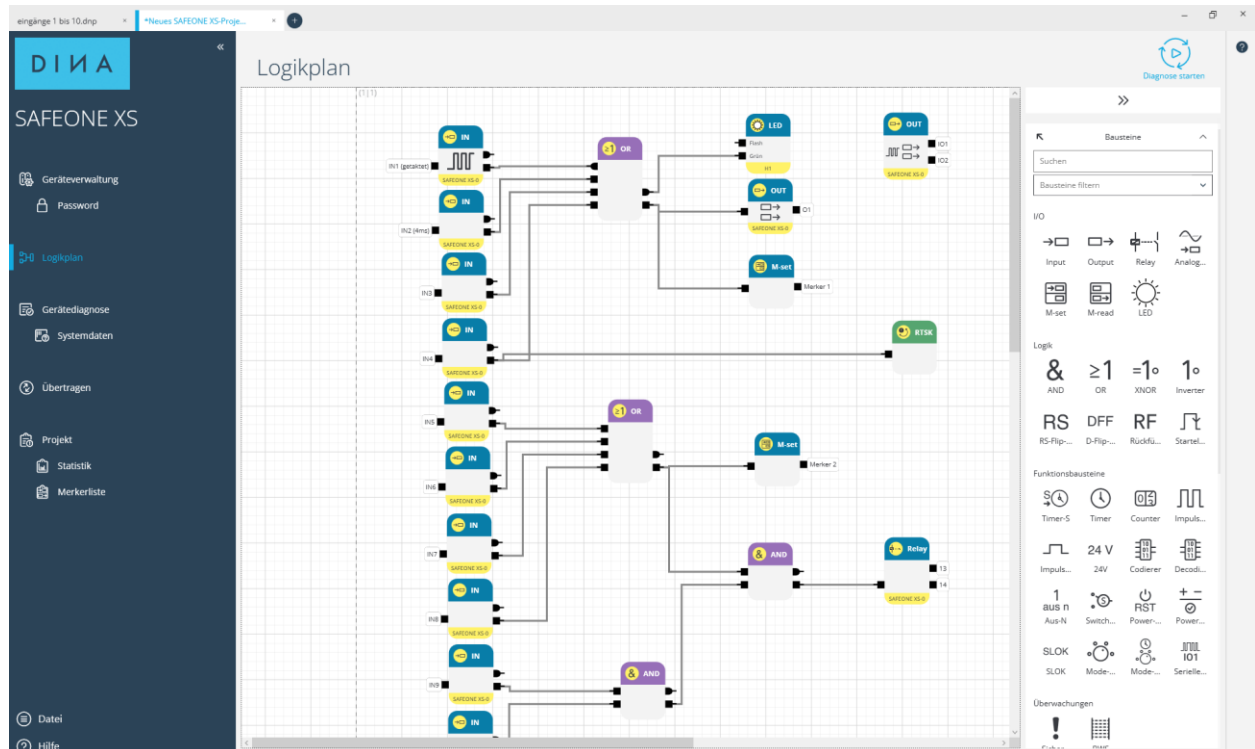 eingänge 1 bis 10.dnp
*Neues SAFEONE XS-Proje...
DINA
SAFEONE XS
Geräteverwaltung
Password
Logikplan
Gerätediagnose
Systemdaten
Übertragen
Projekt
Statistik
Merkerliste
Datei
Hilfe
Logikplan
Diagnose starten
(1|1)
IN
IN1 (getaktet)
SAFEONE XS-0
IN
IN2 (4ms)
SAFEONE XS-0
IN
IN3
SAFEONE XS-0
IN
IN4
SAFEONE XS-0
IN
IN5
SAFEONE XS-0
IN
IN6
SAFEONE XS-0
IN
IN7
SAFEONE XS-0
IN
IN8
SAFEONE XS-0
IN
IN9
SAFEONE XS-0
IN
≥1 OR
≥1 OR
& AND
LED
Flash
Grün
H1
OUT
O1
SAFEONE XS-0
M-set
Merker 1
OUT
IO1
IO2
SAFEONE XS-0
RTSK
M-set
Merker 2
& AND
Relay
13
14
SAFEONE XS-0
Bausteine
Suchen
Bausteine filtern
I/O
Input Output Relay Analog...
M-set M-read LED
Logik
& ≥1 =1 1
AND OR XNOR Inverter
RS DFF RF
RS-Flip-... D-Flip-... Rückfü... Startel...
Funktionsbausteine
Timer-S Timer Counter Impuls...
24 V
Impuls... 24V Codierer Decodi...
1 aus n RST
Aus-N Switch... Power-... Power...
SLOK IO1
SLOK Mode-... Mode-... Serielle...
Überwachungen